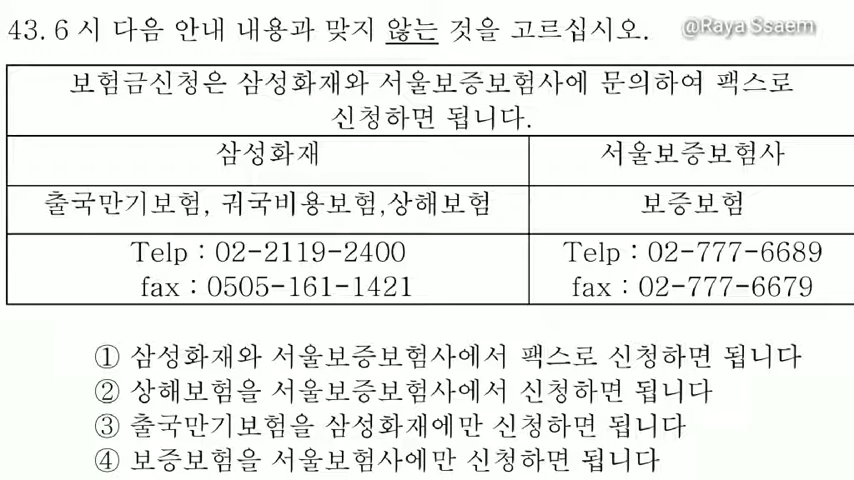 43. 6 시 다음 안내 내용과 맞지 않는 것을 고르십시오.
@Raya Ssaem
보험금신청은 삼성화재와 서울보증보험사에 문의하여 팩스로
신청하면 됩니다.
삼성화재 서울보증보험사
출국만기보험, 궈국비용보험,상해보험 보증보험
Telp : 02-2119-2400 Telp : 02-777-6689
fax : 0505-161-1421 fax : 02-777-6679
① 삼성화재와 서울보증보험사에서 팩스로 신청하면 됩니다
② 상해보험을 서울보증보험사에서 신청하면 됩니다
③ 출국만기보험을 삼성화재에만 신청하면 됩니다
④ 보증보험을 서울보험사에만 신청하면 됩니다